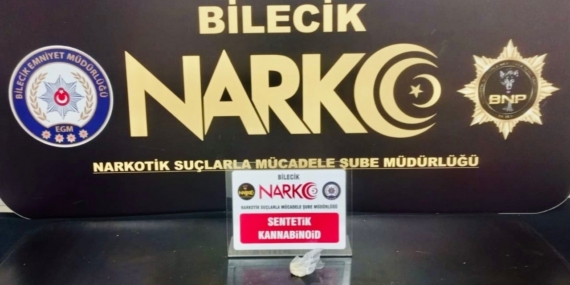 BİLECİK
NARKO
BİLECİK EMNİYET MÜDÜRLÜĞÜ
EGM
BNP
NARKOTİK SUÇLARLA MÜCADELE ŞUBE MÜDÜRLÜĞÜ
BİLECİK
NARKO
NARKOTİK SUÇLARLA MÜCADELE ŞUBE MÜDÜRLÜĞÜ
SENTETİK
KANNABİNOİD